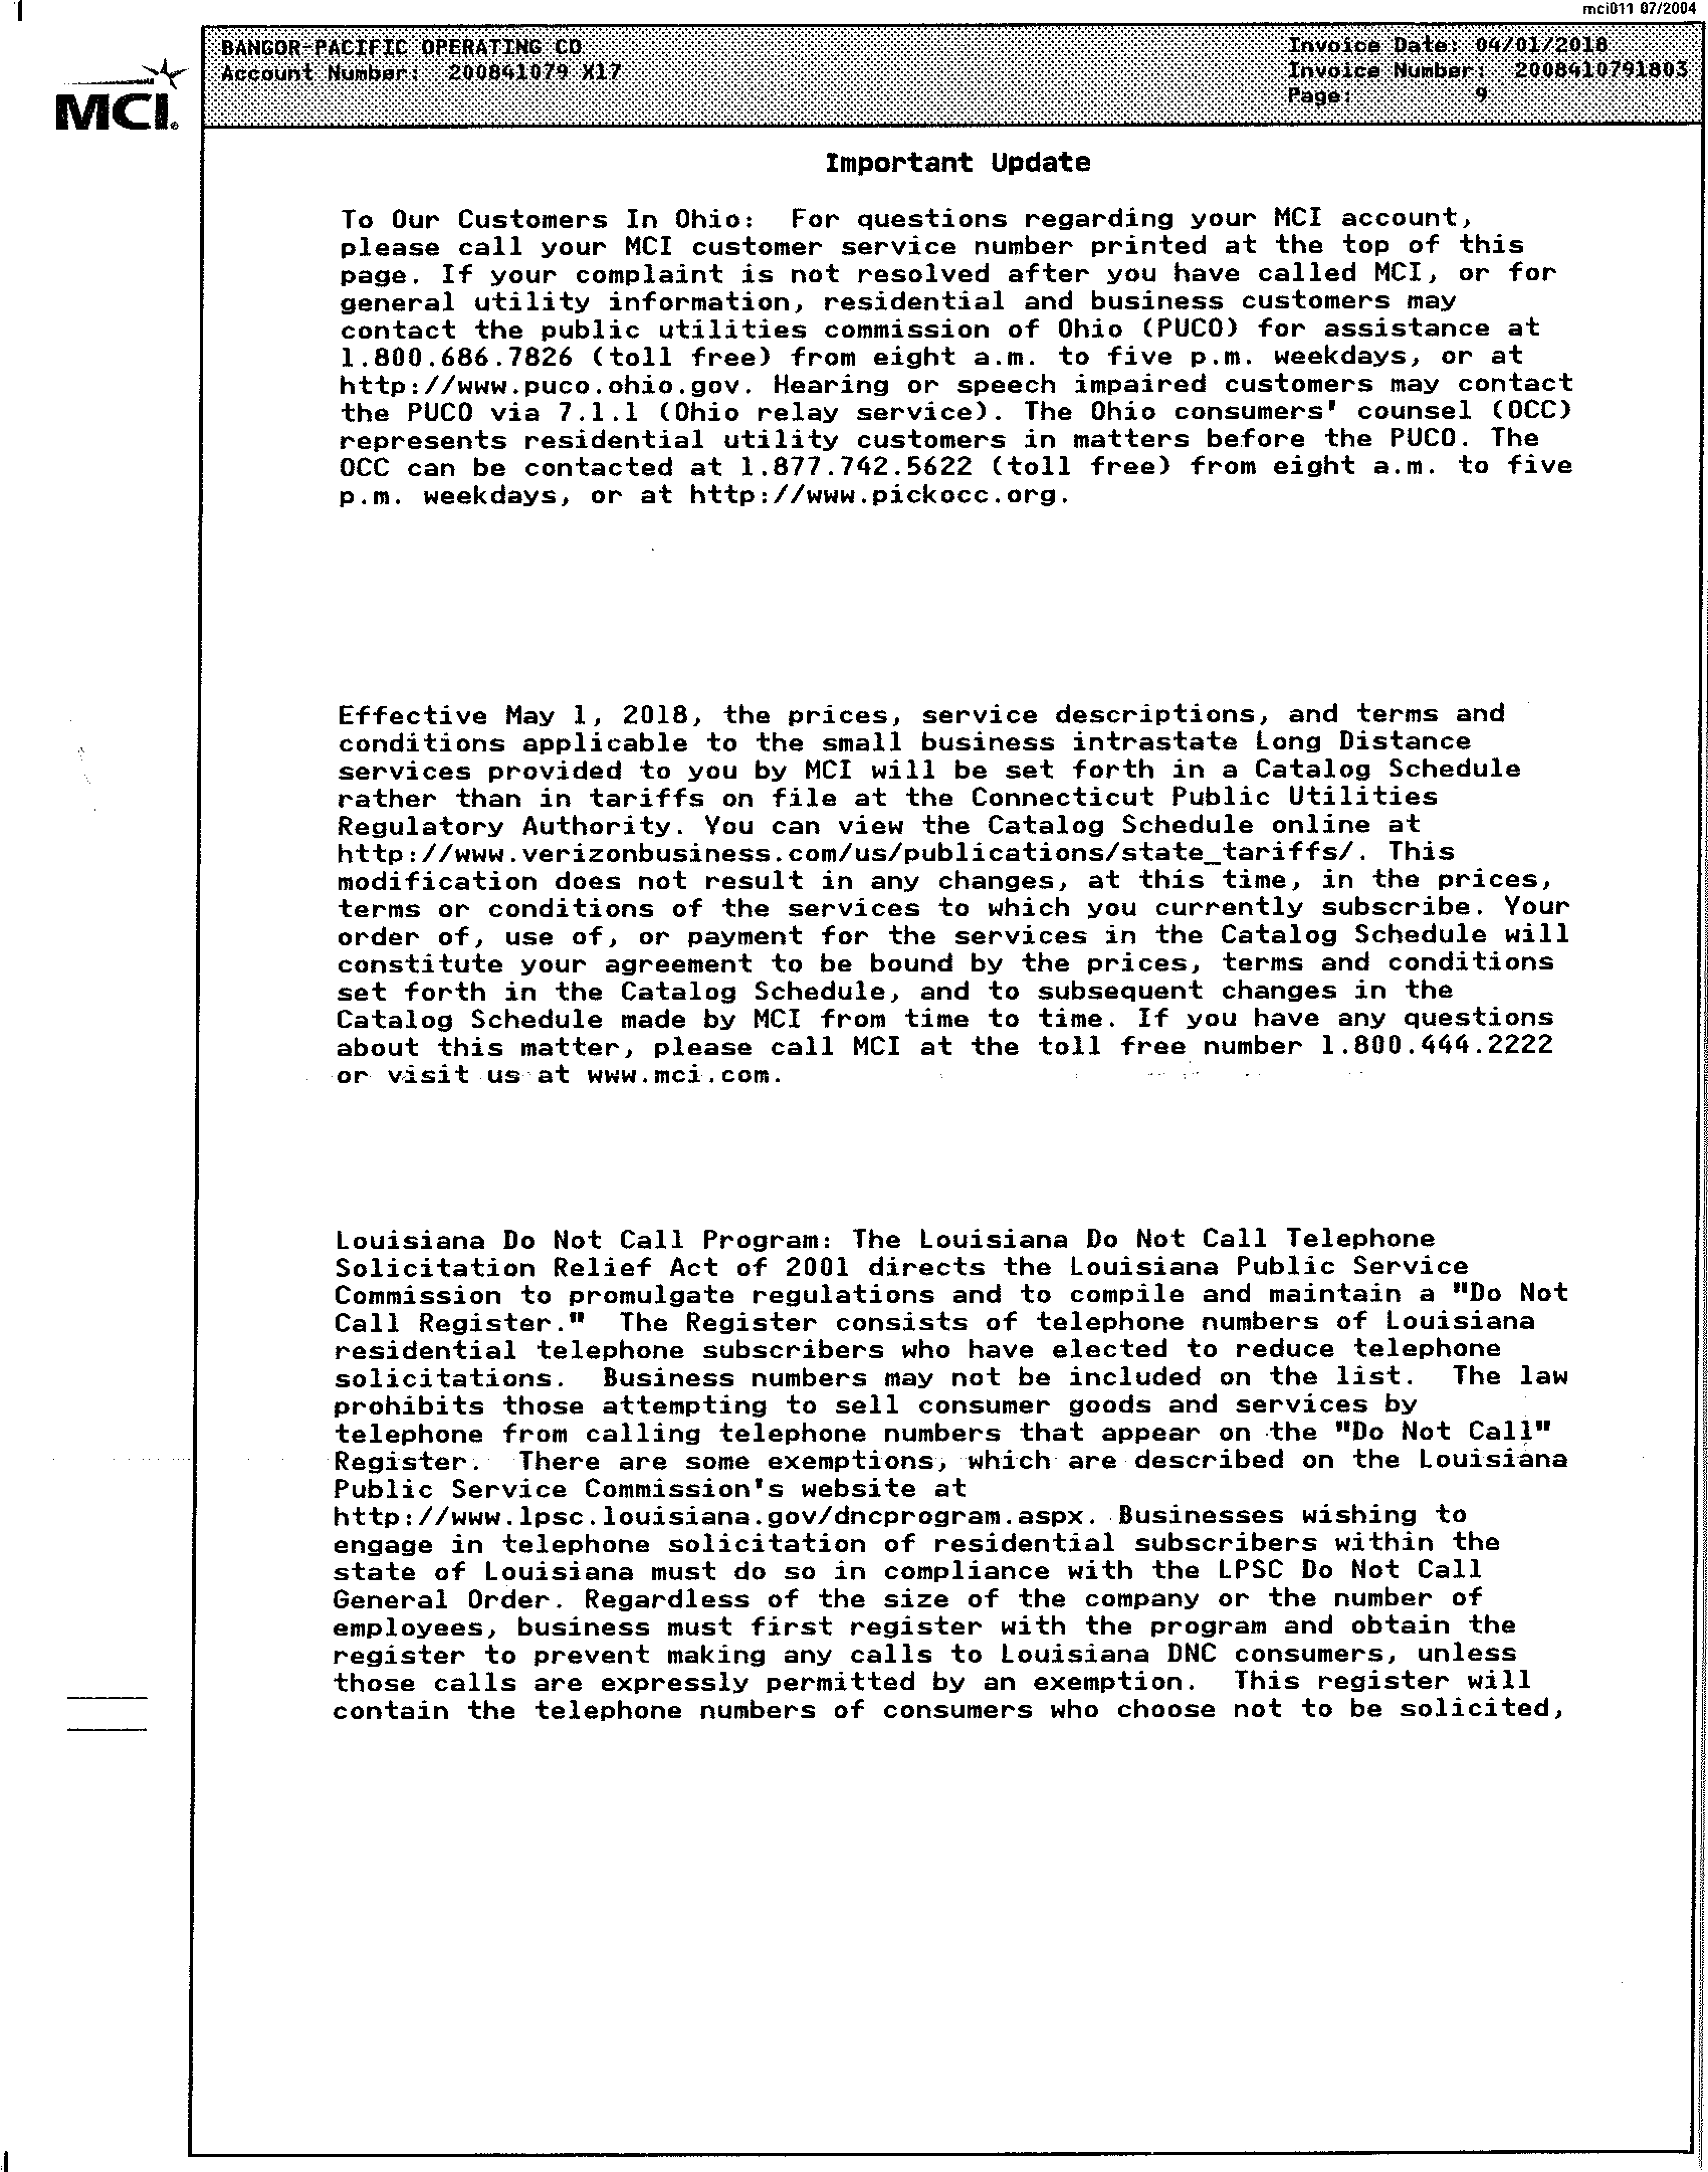 mci011 07/2004
BANGOR-PACIFIC OPERATING CO
Account Number: 200841079 X17
Invoice Date: 04/01/2018
Invoice Number: 2008410791803
Page: 9
MCI®
Important Update
To Our Customers In Ohio: For questions regarding your MCI account,
please call your MCI customer service number printed at the top of this
page. If your complaint is not resolved after you have called MCI, or for
general utility information, residential and business customers may
contact the public utilities commission of Ohio (PUCO) for assistance at
1.800.686.7826 (toll free) from eight a.m. to five p.m. weekdays, or at
http://www.puco.ohio.gov. Hearing or speech impaired customers may contact
the PUCO via 7.1.1 (Ohio relay service). The Ohio consumers' counsel (OCC)
represents residential utility customers in matters before the PUCO. The
OCC can be contacted at 1.877.742.5622 (toll free) from eight a.m. to five
p.m. weekdays, or at http://www.pickocc.org.
Effective May 1, 2018, the prices, service descriptions, and terms and
conditions applicable to the small business intrastate Long Distance
services provided to you by MCI will be set forth in a Catalog Schedule
rather than in tariffs on file at the Connecticut Public Utilities
Regulatory Authority. You can view the Catalog Schedule online at
http://www.verizonbusiness.com/us/publications/state_tariffs/. This
modification does not result in any changes, at this time, in the prices,
terms or conditions of the services to which you currently subscribe. Your
order of, use of, or payment for the services in the Catalog Schedule will
constitute your agreement to be bound by the prices, terms and conditions
set forth in the Catalog Schedule, and to subsequent changes in the
Catalog Schedule made by MCI from time to time. If you have any questions
about this matter, please call MCI at the toll free number 1.800.444.2222
or visit us at www.mci.com.
Louisiana Do Not Call Program: The Louisiana Do Not Call Telephone
Solicitation Relief Act of 2001 directs the Louisiana Public Service
Commission to promulgate regulations and to compile and maintain a "Do Not
Call Register." The Register consists of telephone numbers of Louisiana
residential telephone subscribers who have elected to reduce telephone
solicitations. Business numbers may not be included on the list. The law
prohibits those attempting to sell consumer goods and services by
telephone from calling telephone numbers that appear on the "Do Not Call"
Register. There are some exemptions, which are described on the Louisiana
Public Service Commission's website at
http://www.lpsc.louisiana.gov/dncprogram.aspx. Businesses wishing to
engage in telephone solicitation of residential subscribers within the
state of Louisiana must do so in compliance with the LPSC Do Not Call
General Order. Regardless of the size of the company or the number of
employees, business must first register with the program and obtain the
register to prevent making any calls to Louisiana DNC consumers, unless
those calls are expressly permitted by an exemption. This register will
contain the telephone numbers of consumers who choose not to be solicited,